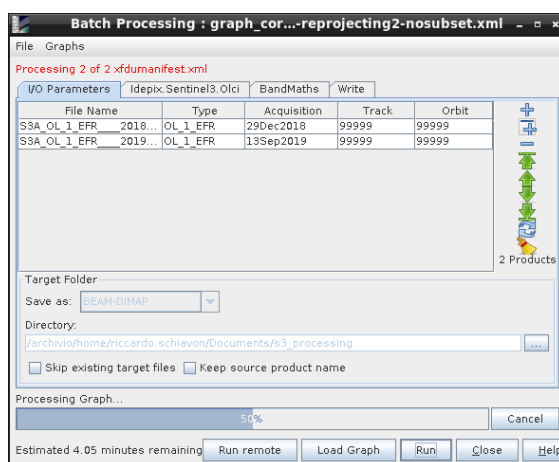 Batch Processing : graph_cor...-reprojecting2-nosubset.xml
File Graphs
Processing 2 of 2 xfdumanifest.xml
I/O Parameters Idepix.Sentinel3.Olci BandMaths Write
File Name Type Acquisition Track Orbit
S3A_OL_1_EFR____2018... OL_1_EFR 29Dec2018 99999 99999
S3A_OL_1_EFR____2019... OL_1_EFR 13Sep2019 99999 99999
2 Products
Target Folder
Save as: BEAM-DIMAP
Directory:
/archivio/home/riccardo.schiavon/Documents/s3_processing ...
Skip existing target files Keep source product name
Processing Graph...
50% Cancel
Estimated 4.05 minutes remaining Run remote Load Graph Run Close Help